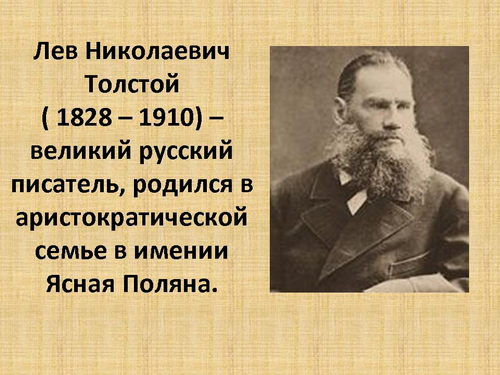 Лев Николаевич
Толстой
( 1828 – 1910) –
великий русский
писатель, родился в
аристократической
семье в имении
Ясная Поляна.